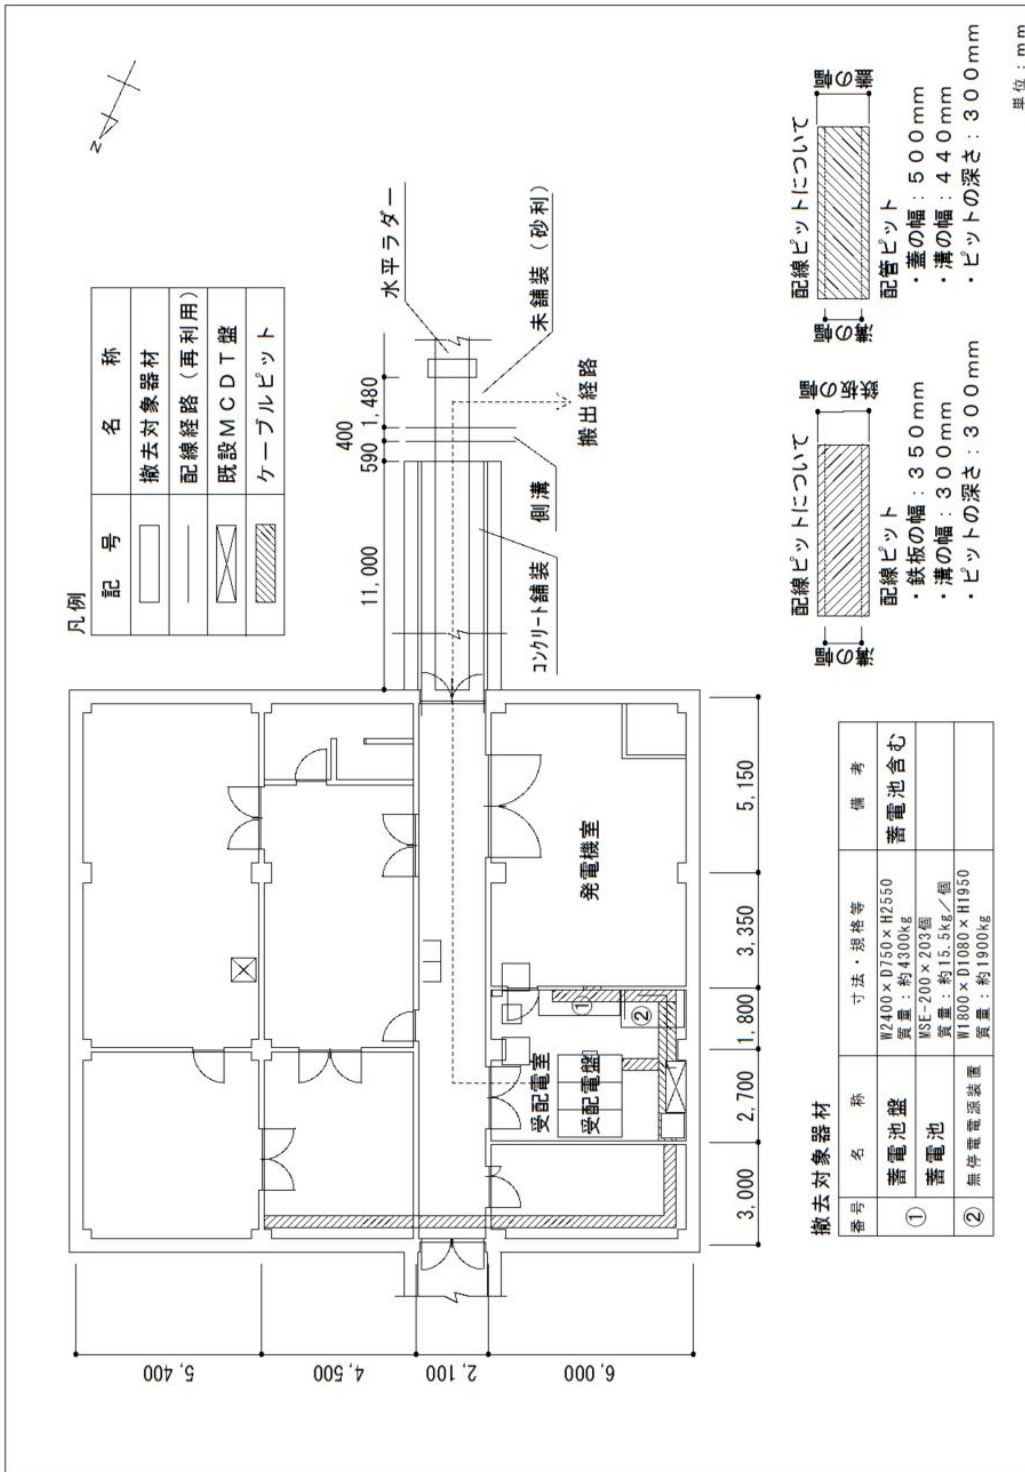 凡例
記 号
名 称
撤去対象器材
配線経路(再利用)
既設MCDT盤
ケーブルピット
N
水平ラダー
未舗装(砂利)
搬出経路
側溝
コンクリート舗装
11,000
590
400
1,480
発電機室
受配電室
受配電盤
①
②
3,000
2,700
1,800
3,350
5,150
5,400
4,500
2,100
6,000
撤去対象器材
番号
名 称
寸法・規格等
備 考
①
蓄電池盤
W2400×D750×H2550
質量:約4300kg
蓄電池含む
蓄電池
MSE-200×203個
質量:約15.5kg/個
②
無停電電源装置
W1800×D1080×H1950
質量:約1900kg
配線ピットについて
溝の幅
鉄板の幅
配線ピット
・鉄板の幅:350mm
・溝の幅:300mm
・ピットの深さ:300mm
配線ピットについて
溝の幅
蓋の幅
配管ピット
・蓋の幅:500mm
・溝の幅:440mm
・ピットの深さ:300mm
単位:mm